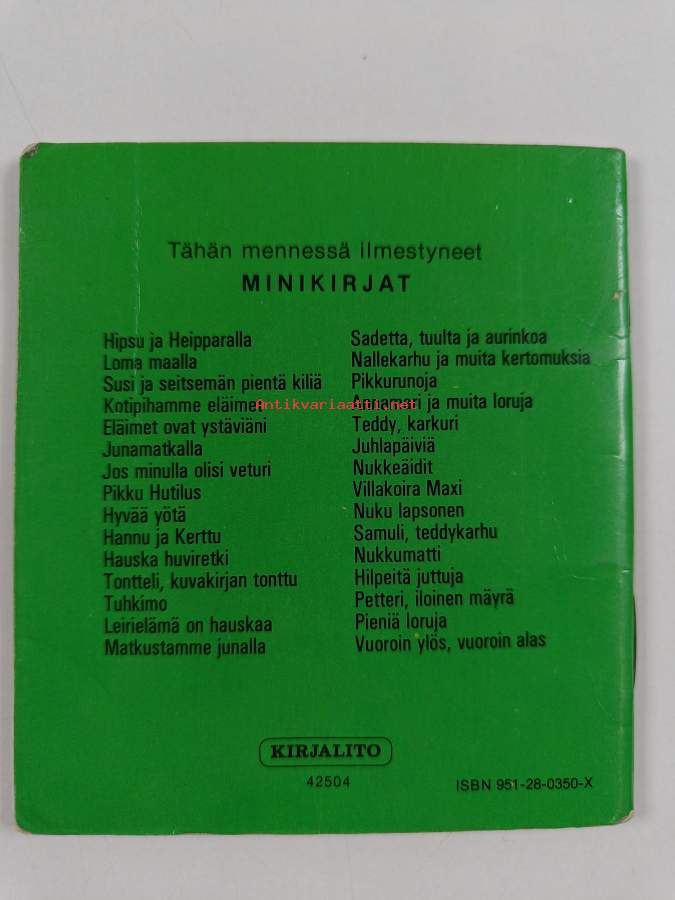 Tähän mennessä ilmestyneet
MINIKIRJAT
Hipsu ja Heipparalla
Loma maalla
Susi ja seitsemän pientä kiliä
Kotipihamme eläimet
Eläimet ovat ystäviäni
Junamatkalla
Jos minulla olisi veturi
Pikku Hutilus
Hyvää yötä
Hannu ja Kerttu
Hauska huviretki
Tontteli, kuvakirjan tonttu
Tuhkimo
Leirielämä on hauskaa
Matkustamme junalla
Sadetta, tuulta ja aurinkoa
Nallekarhu ja muita kertomuksia
Pikkurunoja
ja muita loruja
Teddy, karkuri
Juhlapäiviä
Nukkeäidit
Villakoira Maxi
Nuku lapsonen
Samuli, teddykarhu
Nukkumatti
Hilpeitä juttuja
Petteri, iloinen mäyrä
Pieniä loruja
Vuoroin ylös, vuoroin alas
Antikvariaatti.net
KIRJALITO
42504
ISBN 951-28-0350-X